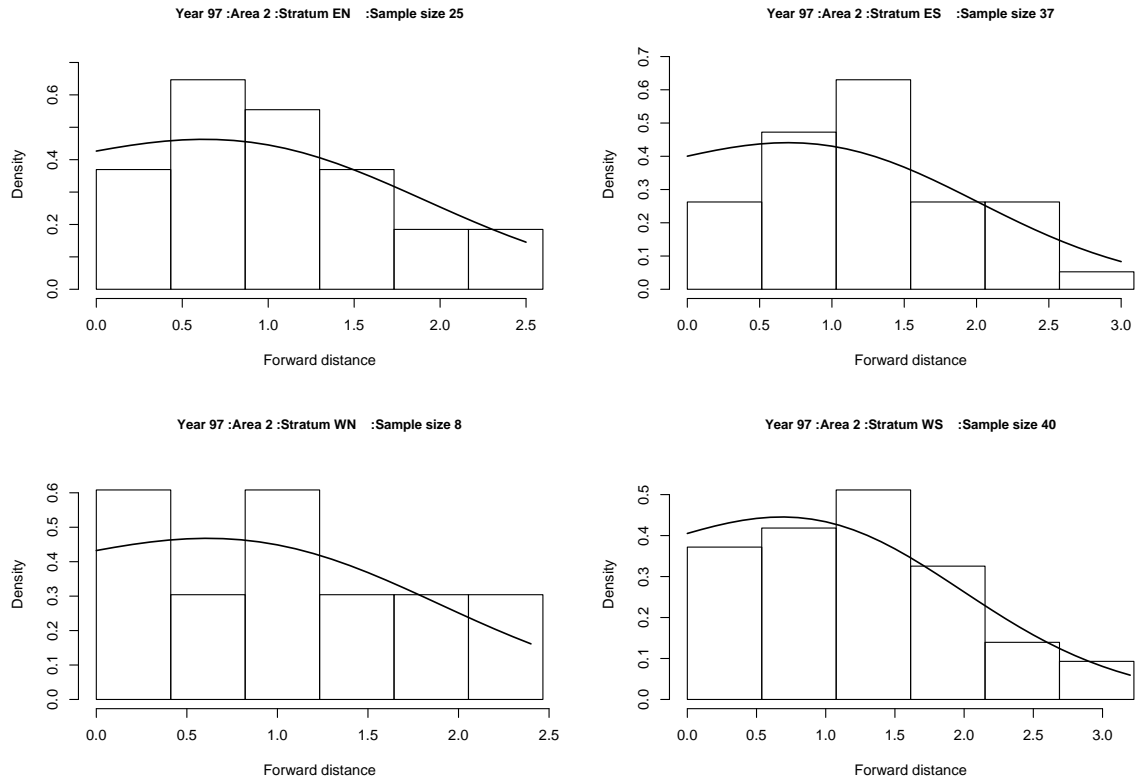 Year 97 :Area 2 :Stratum EN :Sample size 25
Density
0.0 0.2 0.4 0.6
0.0 0.5 1.0 1.5 2.0 2.5
Forward distance
Year 97 :Area 2 :Stratum ES :Sample size 37
Density
0.0 0.1 0.2 0.3 0.4 0.5 0.6 0.7
0.0 0.5 1.0 1.5 2.0 2.5 3.0
Forward distance
Year 97 :Area 2 :Stratum WN :Sample size 8
Density
0.0 0.1 0.2 0.3 0.4 0.5 0.6
0.0 0.5 1.0 1.5 2.0 2.5
Forward distance
Year 97 :Area 2 :Stratum WS :Sample size 40
Density
0.0 0.1 0.2 0.3 0.4 0.5
0.0 0.5 1.0 1.5 2.0 2.5 3.0
Forward distance